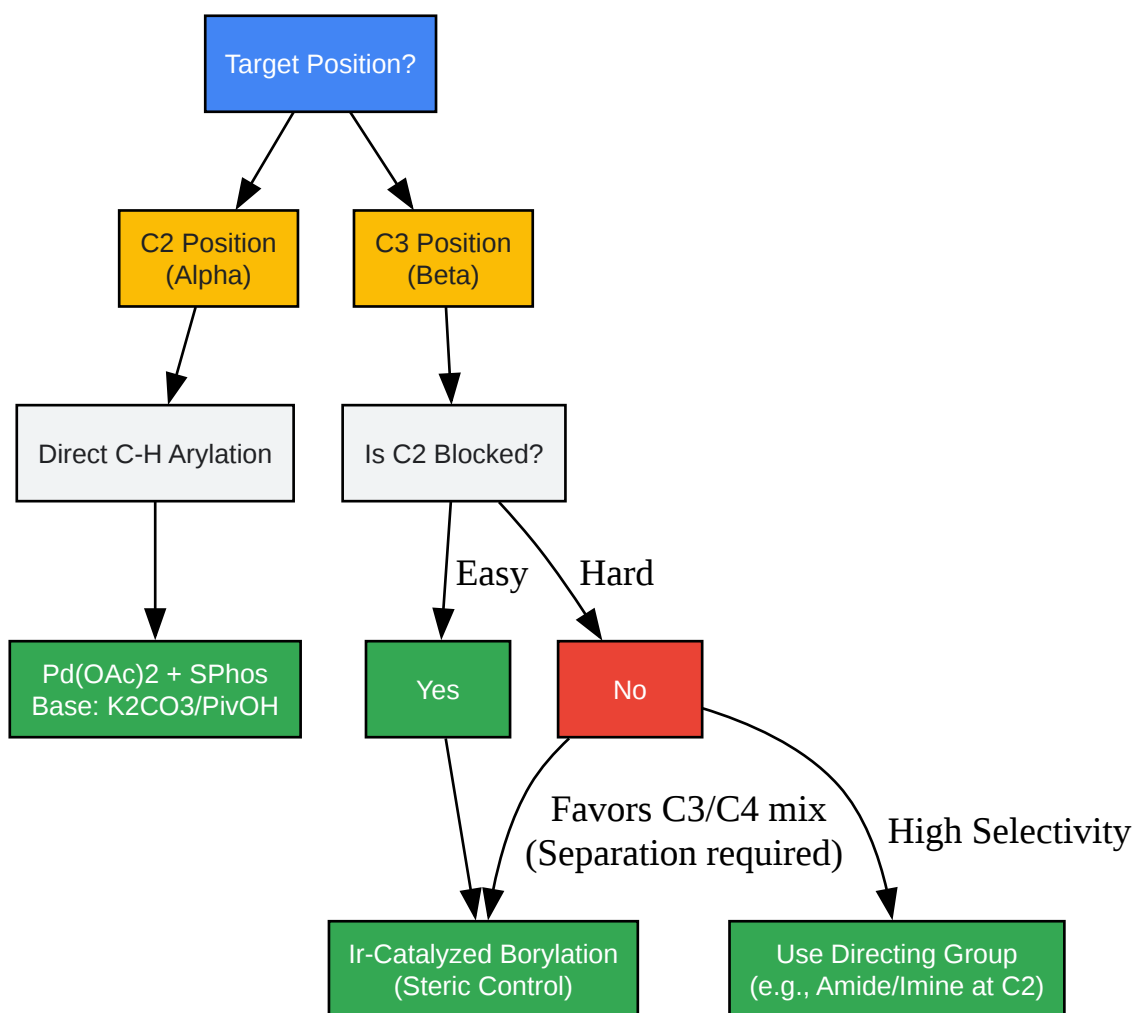 Target Position?
C2 Position
(Alpha)
C3 Position
(Beta)
Direct C-H Arylation
Is C2 Blocked?
Easy
Hard
Pd(OAc)2 + SPhos
Base: K2CO3/PivOH
Yes
No
Favors C3/C4 mix
(Separation required)
High Selectivity
Ir-Catalyzed Borylation
(Steric Control)
Use Directing Group
(e.g., Amide/Imine at C2)